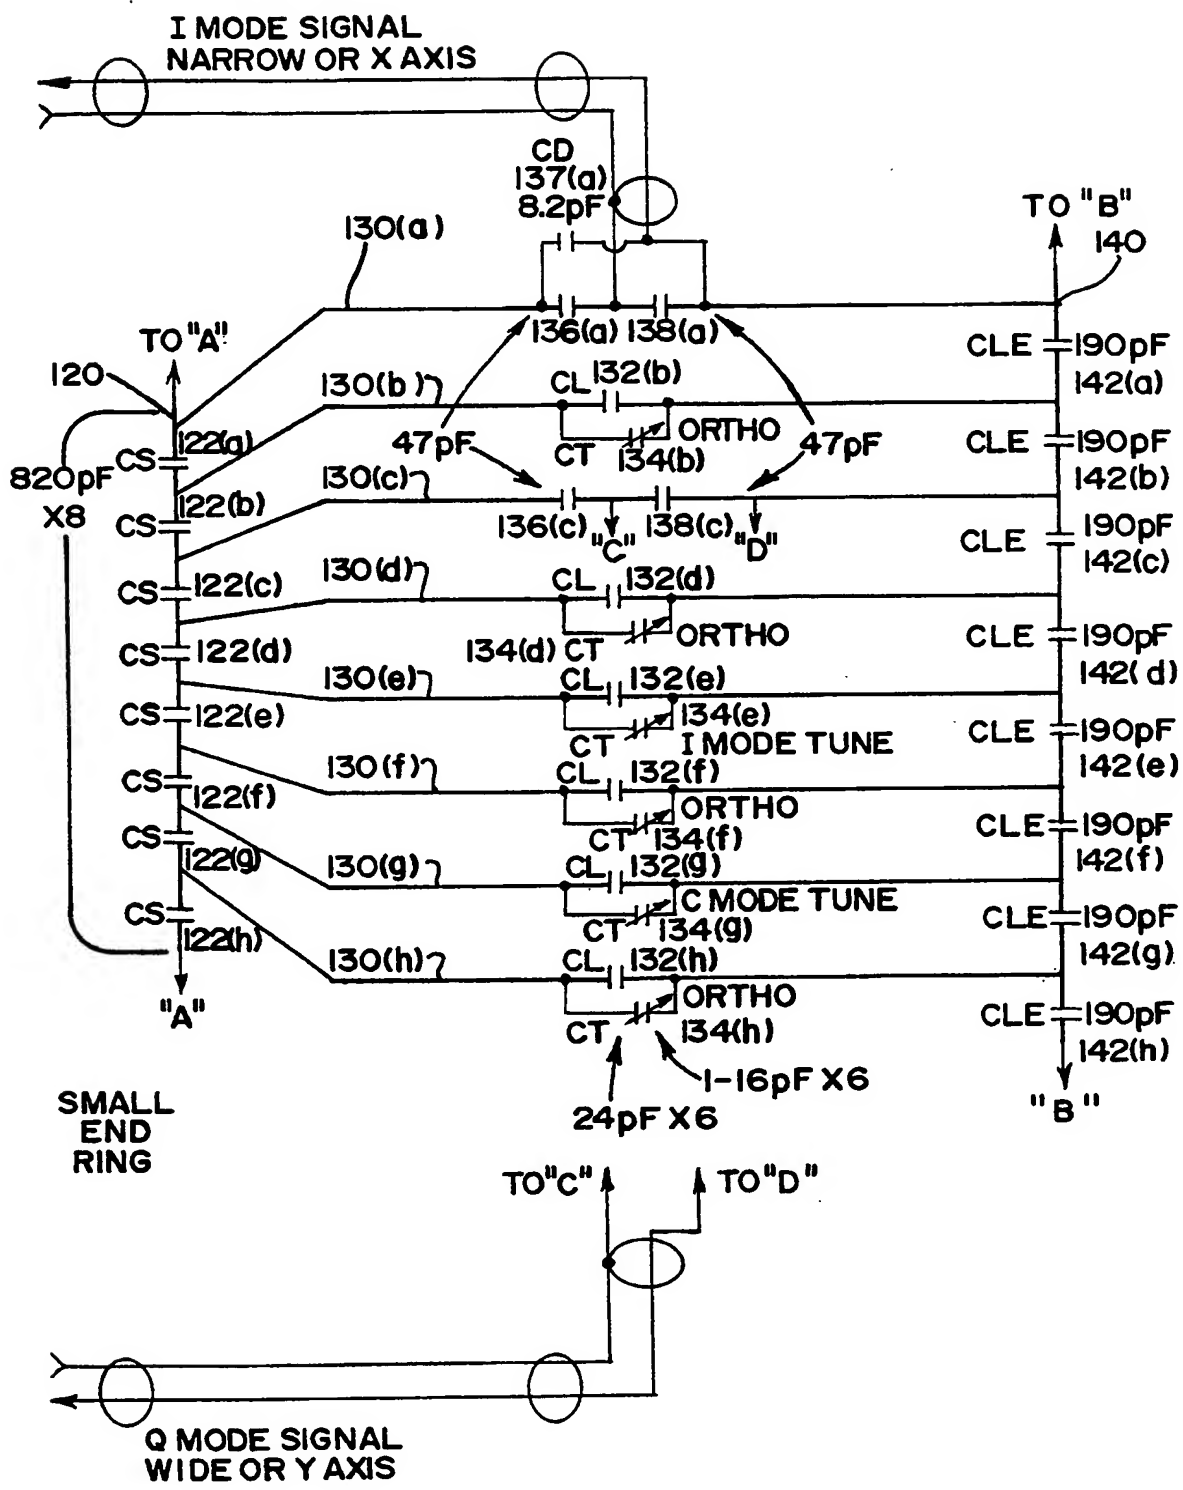 I MODE SIGNAL
NARROW OR X AXIS
CD
137(a)
8.2pF
TO "B"
140
130(a)
136(a) 138(a)
TO "A"
120
CLE 190pF
142(a)
130(b) CL 132(b)
47pF
ORTHO
CT 134(b)
47pF
CLE 190pF
142(b)
820pF
X8
CS 122(a)
130(c)
122(b)
CS
136(c) "C" 138(c) "D"
190pF
CLE
142(c)
130(d) CL 132(d)
CS 122(c)
134(d) CT ORTHO
CLE 190pF
142(d)
CS 122(d)
130(e) CL 132(e)
CS 122(e)
134(e)
CT I MODE TUNE
CLE 190pF
142(e)
130(f) CL 132(f)
CS 122(f)
ORTHO
CT 134(f)
CLE 190pF
142(f)
CS 122(g)
130(g) CL 132(g)
C MODE TUNE
CT 134(g)
CLE 190pF
142(g)
CS 122(h)
130(h) CL 132(h)
ORTHO
CT 134(h)
CLE 190pF
142(h)
"A"
1-16pF X6
24pF X6
"B"
SMALL
END
RING
TO "C" TO "D"
Q MODE SIGNAL
WIDE OR Y AXIS